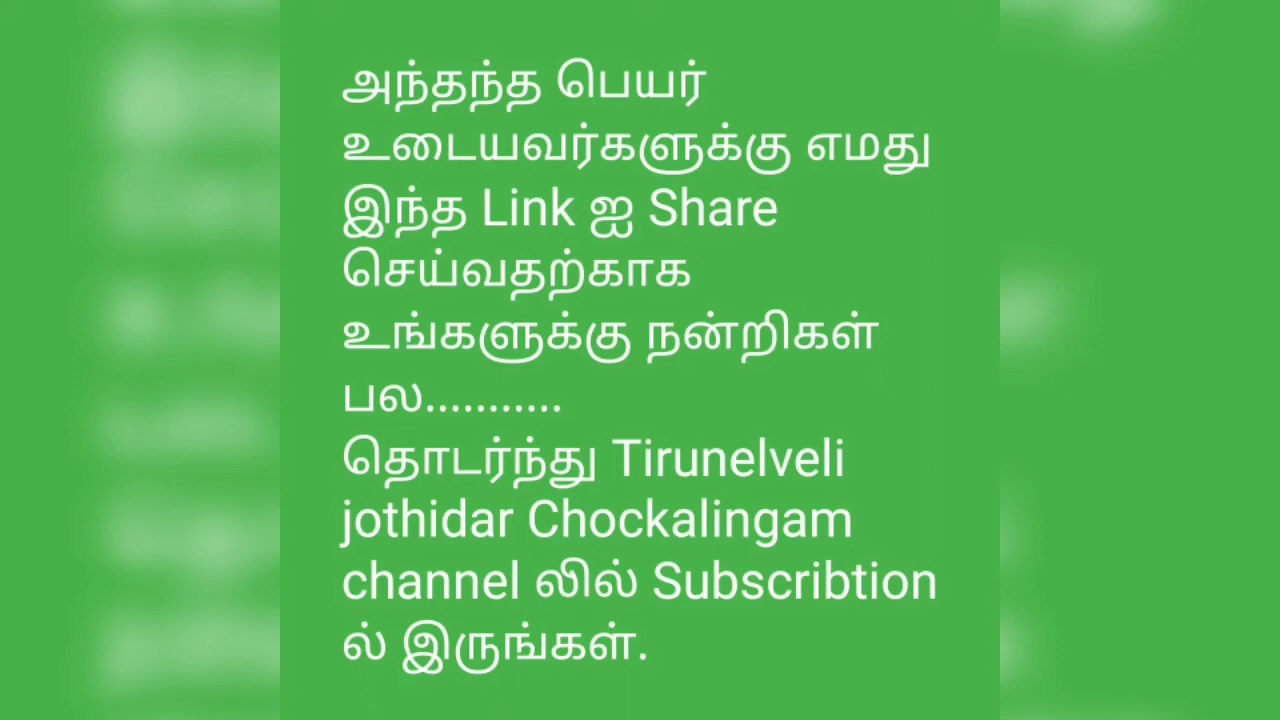 அந்தந்த பெயர்
உடையவர்களுக்கு எமது
இந்த Link ஐ Share
செய்வதற்காக
உங்களுக்கு நன்றிகள்
பல...........
தொடர்ந்து Tirunelveli
jothidar Chockalingam
channel லில் Subscribtion
ல் இருங்கள்.